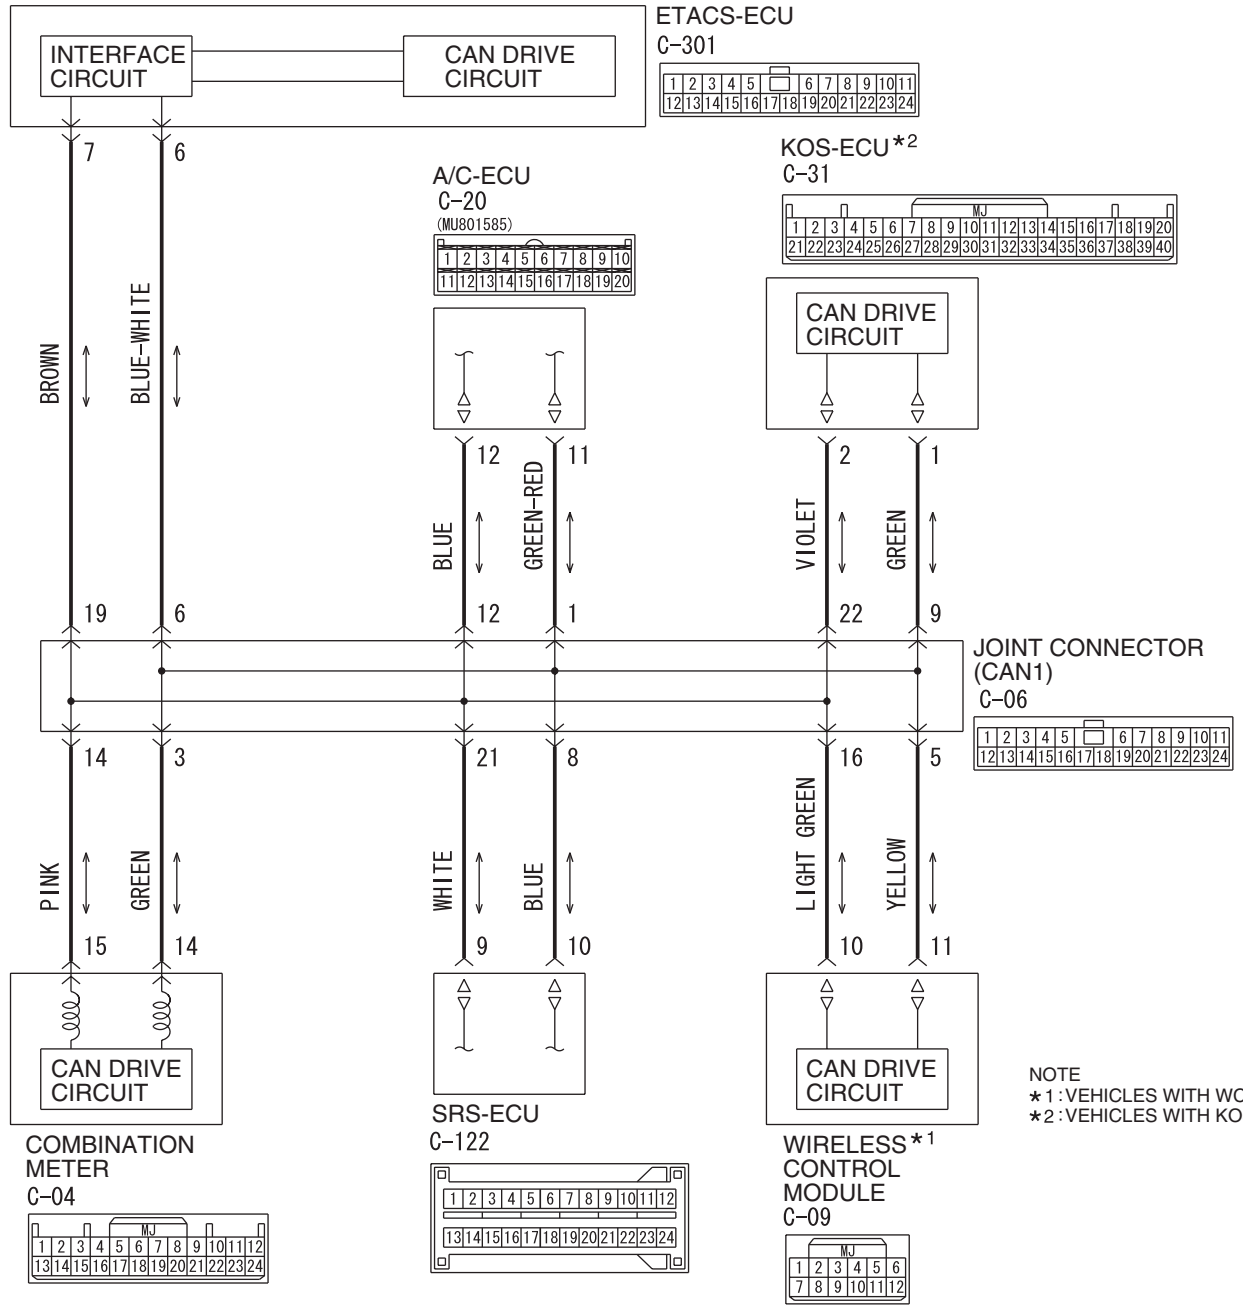 ETACS-ECU
C-301
INTERFACE
CIRCUIT
CAN DRIVE
CIRCUIT
1 2 3 4 5 6 7 8 9 10 11
12 13 14 15 16 17 18 19 20 21 22 23 24
7 6
KOS-ECU*2
C-31
MJ
1 2 3 4 5 6 7 8 9 10 11 12 13 14 15 16 17 18 19 20
21 22 23 24 25 26 27 28 29 30 31 32 33 34 35 36 37 38 39 40
A/C-ECU
C-20
(MU801585)
1 2 3 4 5 6 7 8 9 10
11 12 13 14 15 16 17 18 19 20
CAN DRIVE
CIRCUIT
BROWN
BLUE-WHITE
12 11
2 1
BLUE
GREEN-RED
VIOLET
GREEN
19 6 12 1 22 9
JOINT CONNECTOR
(CAN1)
C-06
1 2 3 4 5 6 7 8 9 10 11
12 13 14 15 16 17 18 19 20 21 22 23 24
14 3 21 8 16 5
PINK
GREEN
WHITE
BLUE
LIGHT GREEN
YELLOW
15 14 9 10 10 11
CAN DRIVE
CIRCUIT
CAN DRIVE
CIRCUIT
NOTE
*1:VEHICLES WITH WC
*2:VEHICLES WITH KO
COMBINATION
METER
C-04
MJ
1 2 3 4 5 6 7 8 9 10 11 12
13 14 15 16 17 18 19 20 21 22 23 24
SRS-ECU
C-122
1 2 3 4 5 6 7 8 9 10 11 12
13 14 15 16 17 18 19 20 21 22 23 24
WIRELESS*1
CONTROL
MODULE
C-09
MJ
1 2 3 4 5 6
7 8 9 10 11 12